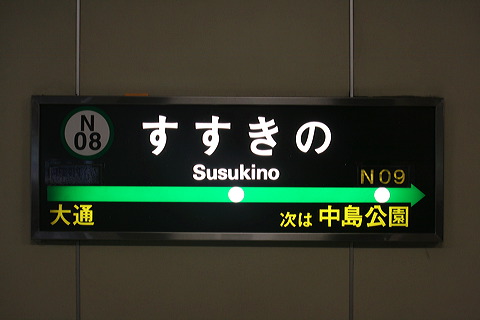 N
08
すすきの
Susukino
N09
大通
次は 中島公園